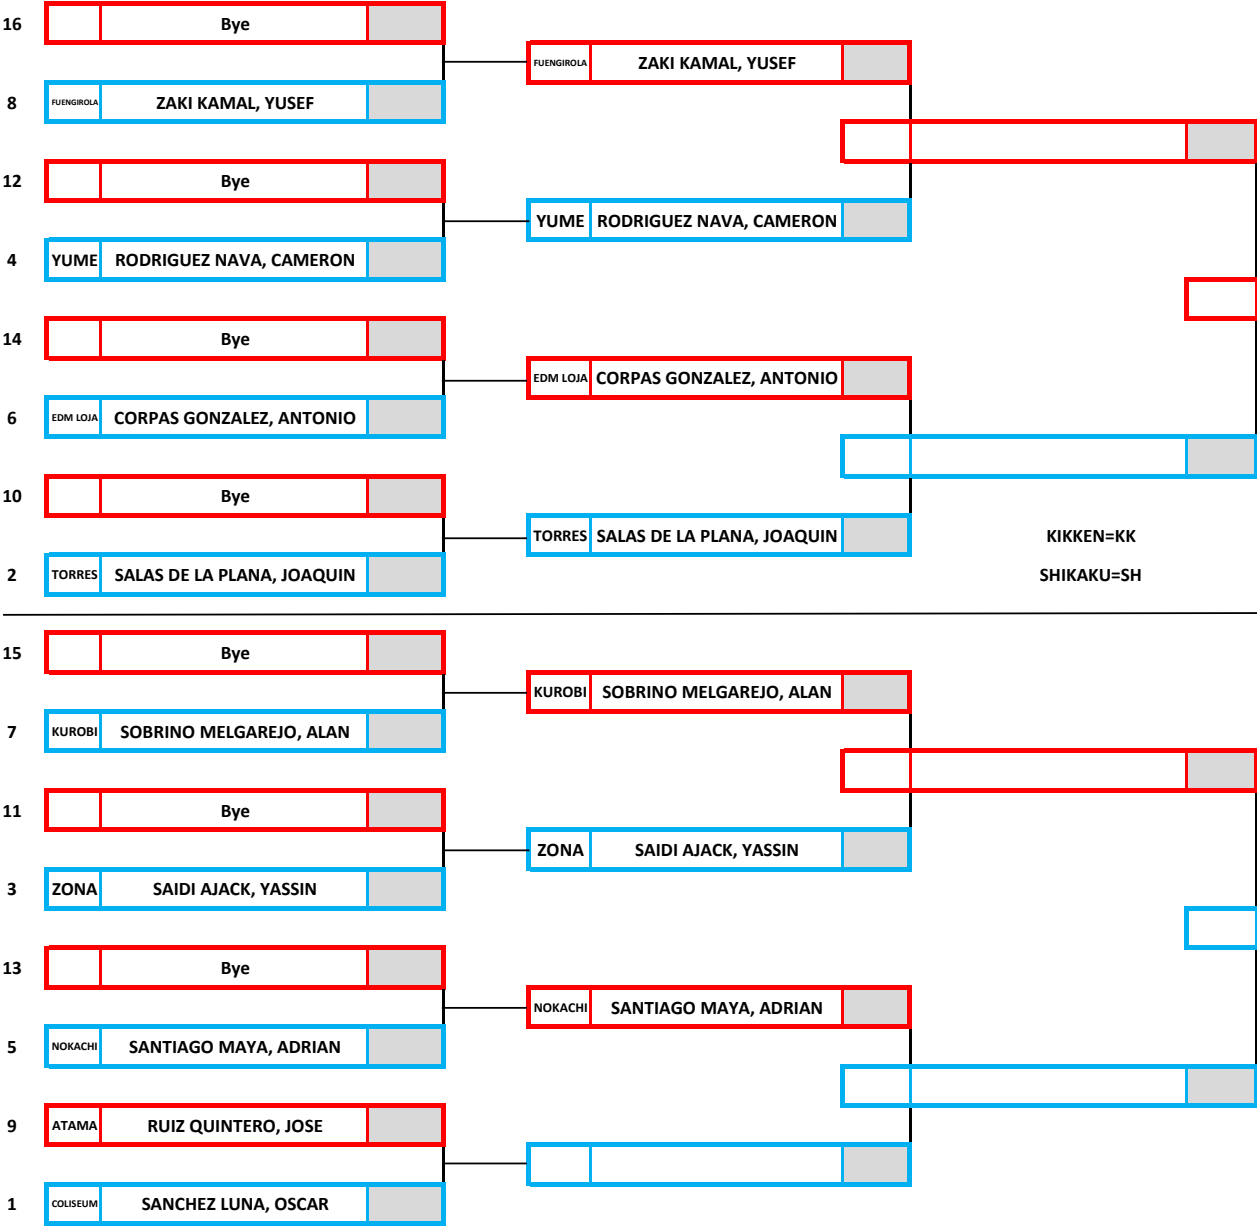 16 Bye
FUENGIROLA ZAKI KAMAL, YUSEF
8 FUENGIROLA ZAKI KAMAL, YUSEF
12 Bye
YUME RODRIGUEZ NAVA, CAMERON
4 YUME RODRIGUEZ NAVA, CAMERON
14 Bye
EDM LOJA CORPAS GONZALEZ, ANTONIO
6 EDM LOJA CORPAS GONZALEZ, ANTONIO
10 Bye
TORRES SALAS DE LA PLANA, JOAQUIN KIKKEN=KK
2 TORRES SALAS DE LA PLANA, JOAQUIN SHIKAKU=SH
15 Bye
KUROBI SOBRINO MELGAREJO, ALAN
7 KUROBI SOBRINO MELGAREJO, ALAN
11 Bye
ZONA SAIDI AJACK, YASSIN
3 ZONA SAIDI AJACK, YASSIN
13 Bye
NOKACHI SANTIAGO MAYA, ADRIAN
5 NOKACHI SANTIAGO MAYA, ADRIAN
9 ATAMA RUIZ QUINTERO, JOSE
1 COLISEUM SANCHEZ LUNA, OSCAR